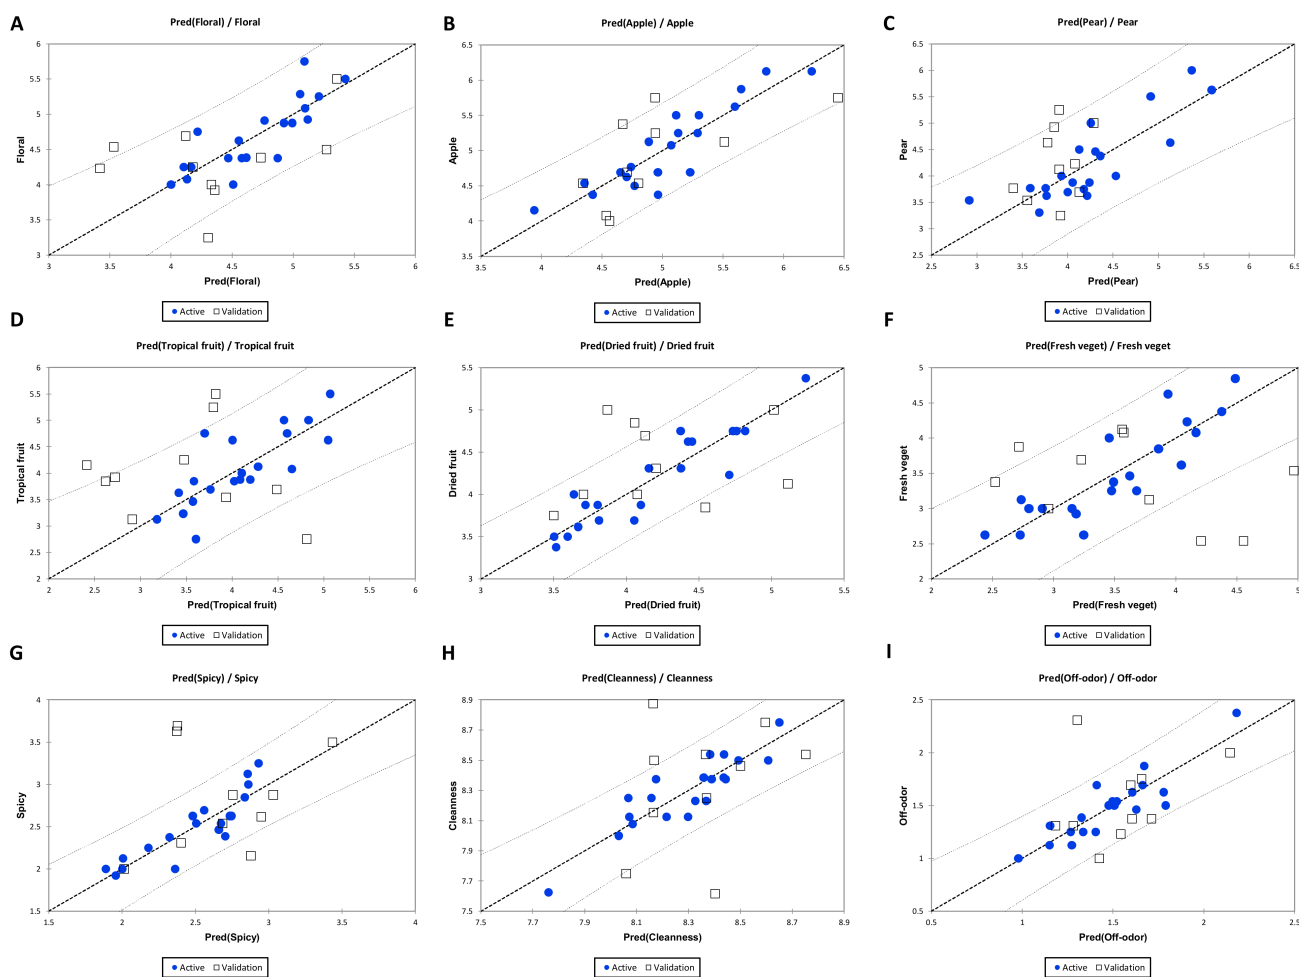 A
Pred(Floral) / Floral
6
5.5
5
4.5
4
3.5
3
Floral
3
3.5
4
4.5
5
5.5
6
Pred(Floral)
Active
Validation
B
Pred(Apple) / Apple
6.5
6
5.5
5
4.5
4
3.5
Apple
3.5
4
4.5
5
5.5
6
6.5
Pred(Apple)
Active
Validation
C
Pred(Pear) / Pear
6.5
6
5.5
5
4.5
4
3.5
3
2.5
Pear
2.5
3
3.5
4
4.5
5
5.5
6
6.5
Pred(Pear)
Active
Validation
D
Pred(Tropical fruit) / Tropical fruit
6
5.5
5
4.5
4
3.5
3
2.5
2
Tropical fruit
2
2.5
3
3.5
4
4.5
5
5.5
6
Pred(Tropical fruit)
Active
Validation
E
Pred(Dried fruit) / Dried fruit
5.5
5
4.5
4
3.5
3
Dried fruit
3
3.5
4
4.5
5
5.5
Pred(Dried fruit)
Active
Validation
F
Pred(Fresh veget) / Fresh veget
5
4.5
4
3.5
3
2.5
2
Fresh veget
2
2.5
3
3.5
4
4.5
5
Pred(Fresh veget)
Active
Validation
G
Pred(Spicy) / Spicy
4
3.5
3
2.5
2
1.5
Spicy
1.5
2
2.5
3
3.5
4
Pred(Spicy)
Active
Validation
H
Pred(Cleanness) / Cleanness
8.9
8.7
8.5
8.3
8.1
7.9
7.7
7.5
Cleanness
7.5
7.7
7.9
8.1
8.3
8.5
8.7
8.9
Pred(Cleanness)
Active
Validation
I
Pred(Off-odor) / Off-odor
2.5
2
1.5
1
0.5
Off-odor
0.5
1
1.5
2
2.5
Pred(Off-odor)
Active
Validation